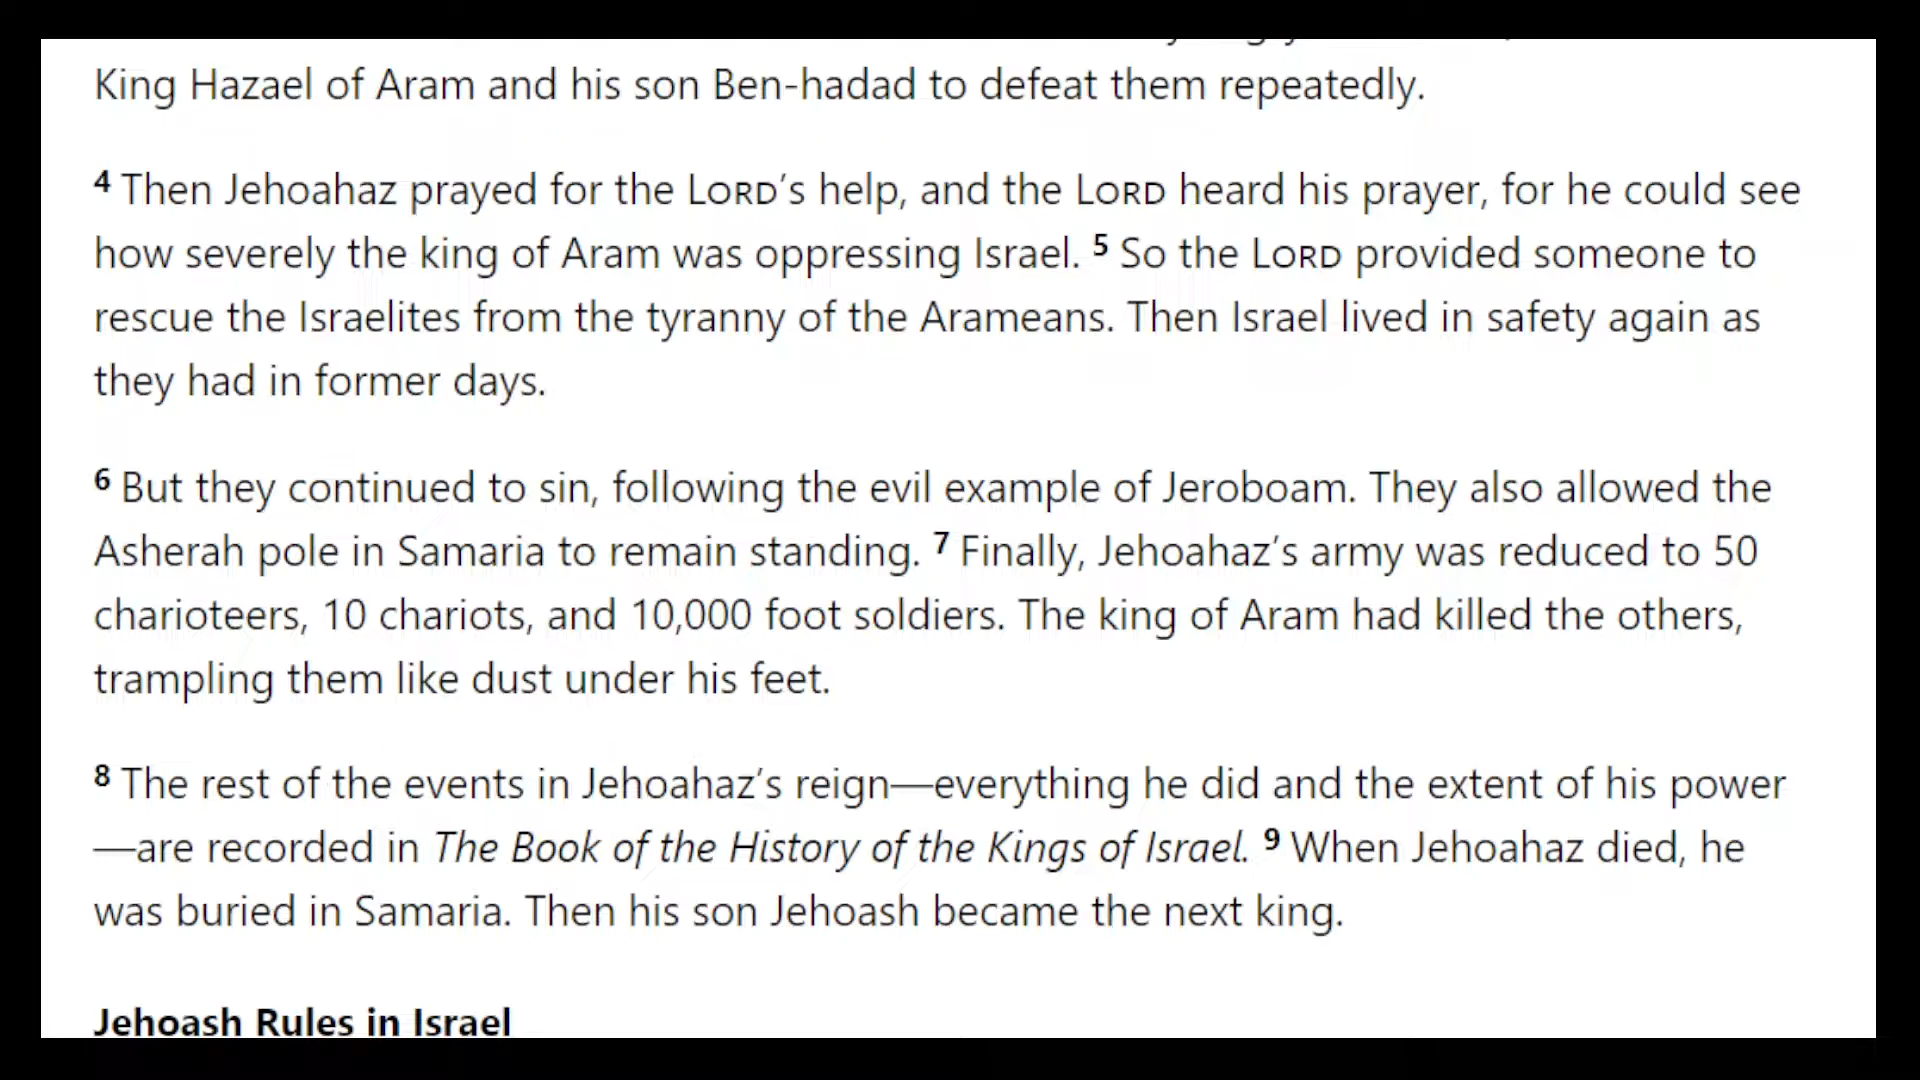 King Hazael of Aram and his son Ben-hadad to defeat them repeatedly.
4 Then Jehoahaz prayed for the LORD’s help, and the LORD heard his prayer, for he could see
how severely the king of Aram was oppressing Israel. 5 So the LORD provided someone to
rescue the Israelites from the tyranny of the Arameans. Then Israel lived in safety again as
they had in former days.
6 But they continued to sin, following the evil example of Jeroboam. They also allowed the
Asherah pole in Samaria to remain standing. 7 Finally, Jehoahaz’s army was reduced to 50
charioteers, 10 chariots, and 10,000 foot soldiers. The king of Aram had killed the others,
trampling them like dust under his feet.
8 The rest of the events in Jehoahaz’s reign—everything he did and the extent of his power
—are recorded in The Book of the History of the Kings of Israel. 9 When Jehoahaz died, he
was buried in Samaria. Then his son Jehoash became the next king.
Jehoash Rules in Israel